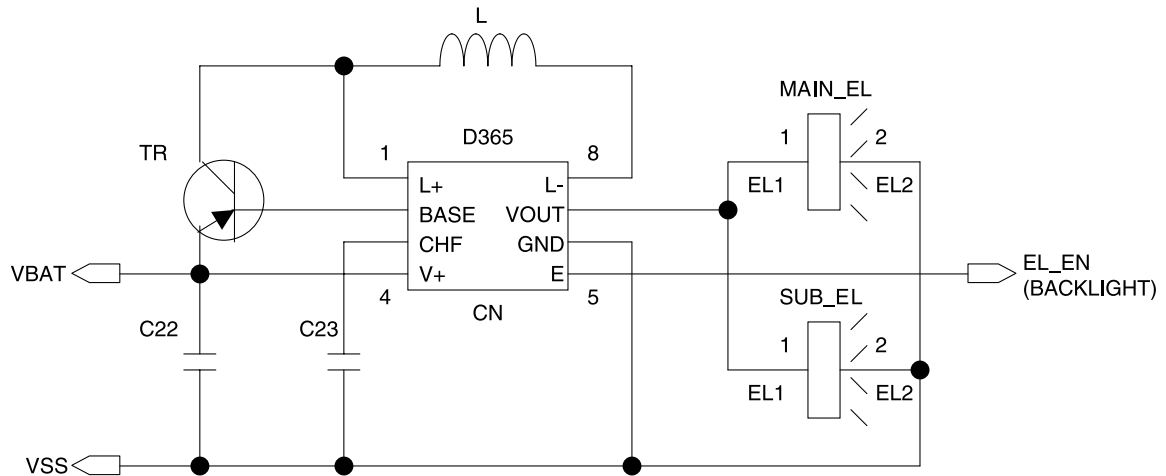 L
MAIN_EL
D365
TR
1
8
1
2
L+
L-
EL1
EL2
BASE
VOUT
CHF
GND
VBAT
V+
E
EL_EN
(BACKLIGHT)
4
CN
5
SUB_EL
C22
C23
1
2
EL1
EL2
VSS